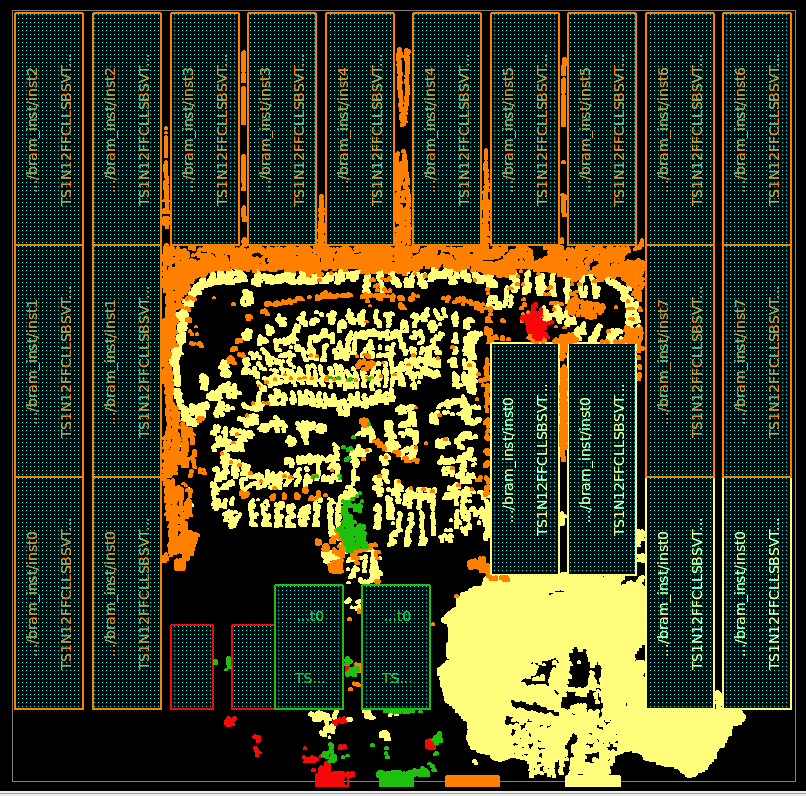 .../bram_inst/inst2
TS1N12FFCLLSBSVT...
.../bram_inst/inst2
TS1N12FFCLLSBSVT...
.../bram_inst/inst3
TS1N12FFCLLSBSVT...
.../bram_inst/inst3
TS1N12FFCLLSBSVT...
.../bram_inst/inst4
TS1N12FFCLLSBSVT...
.../bram_inst/inst4
TS1N12FFCLLSBSVT...
.../bram_inst/inst5
TS1N12FFCLLSBSVT...
.../bram_inst/inst5
TS1N12FFCLLSBSVT...
.../bram_inst/inst6
TS1N12FFCLLSBSVT...
.../bram_inst/inst6
TS1N12FFCLLSBSVT...
.../bram_inst/inst1
TS1N12FFCLLSBSVT...
.../bram_inst/inst1
TS1N12FFCLLSBSVT...
.../bram_inst/inst7
TS1N12FFCLLSBSVT...
.../bram_inst/inst7
TS1N12FFCLLSBSVT...
.../bram_inst/inst0
TS1N12FFCLLSBSVT...
.../bram_inst/inst0
TS1N12FFCLLSBSVT...
.../bram_inst/inst0
TS1N12FFCLLSBSVT...
.../bram_inst/inst0
TS1N12FFCLLSBSVT...
...t0
TS...
...t0
TS...
.../bram_inst/inst0
TS1N12FFCLLSBSVT...
.../bram_inst/inst0
TS1N12FFCLLSBSVT...